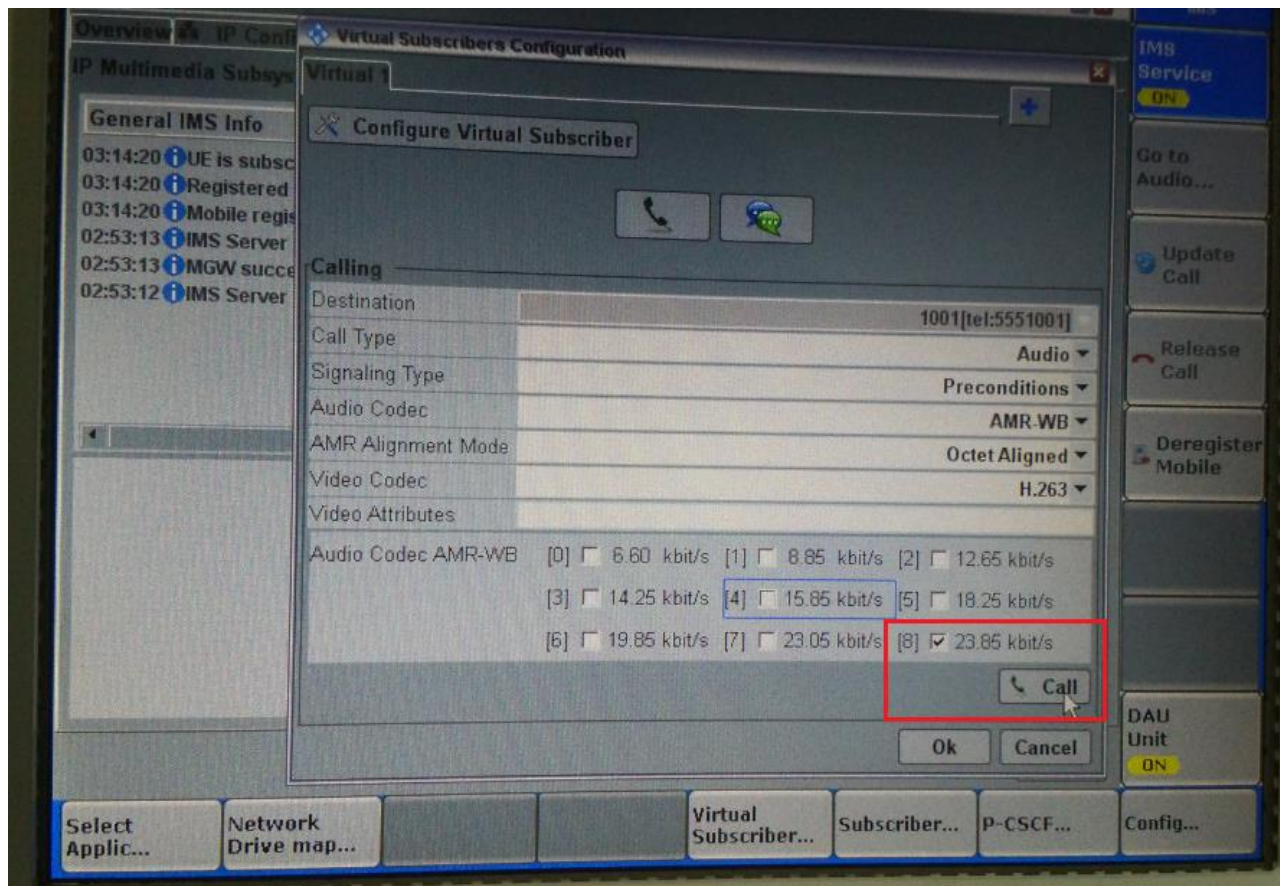 Overview IP Conf
Virtual Subscribers Configuration
IP Multimedia Subsys
Virtual 1
General IMS Info
03:14:20 UE is subsc
03:14:20 Registered
03:14:20 Mobile regis
02:53:13 IMS Server
02:53:13 MGW succe
02:53:12 IMS Server
Configure Virtual Subscriber
Calling
Destination 1001[tel:5551001]
Call Type Audio
Signaling Type Preconditions
Audio Codec AMR-WB
AMR Alignment Mode Octet Aligned
Video Codec H.263
Video Attributes
Audio Codec AMR-WB [0] 6.60 kbit/s [1] 8.85 kbit/s [2] 12.65 kbit/s
[3] 14.25 kbit/s [4] 15.85 kbit/s [5] 18.25 kbit/s
[6] 19.85 kbit/s [7] 23.05 kbit/s [8] 23.85 kbit/s
Call
Ok Cancel
IMS
Service
ON
Go to
Audio...
Update
Call
Release
Call
Deregister
Mobile
DAU
Unit
ON
Select
Applic...
Network
Drive map...
Virtual
Subscriber...
Subscriber...
P-CSCF...
Config...